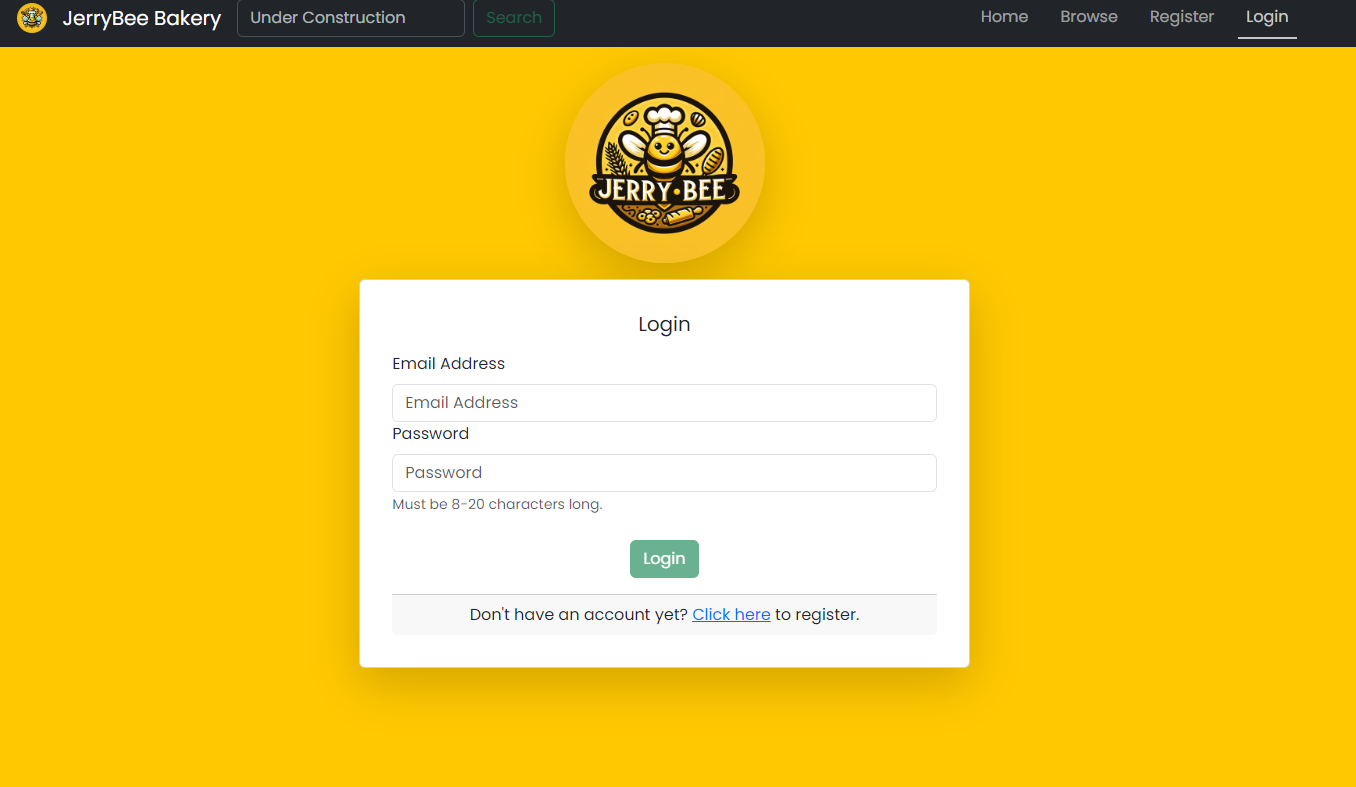 JerryBee Bakery Under Construction Search Home Browse Register Login
JERRY·BEE
Login
Email Address
Email Address
Password
Password
Must be 8-20 characters long.
Login
Don't have an account yet? Click here to register.